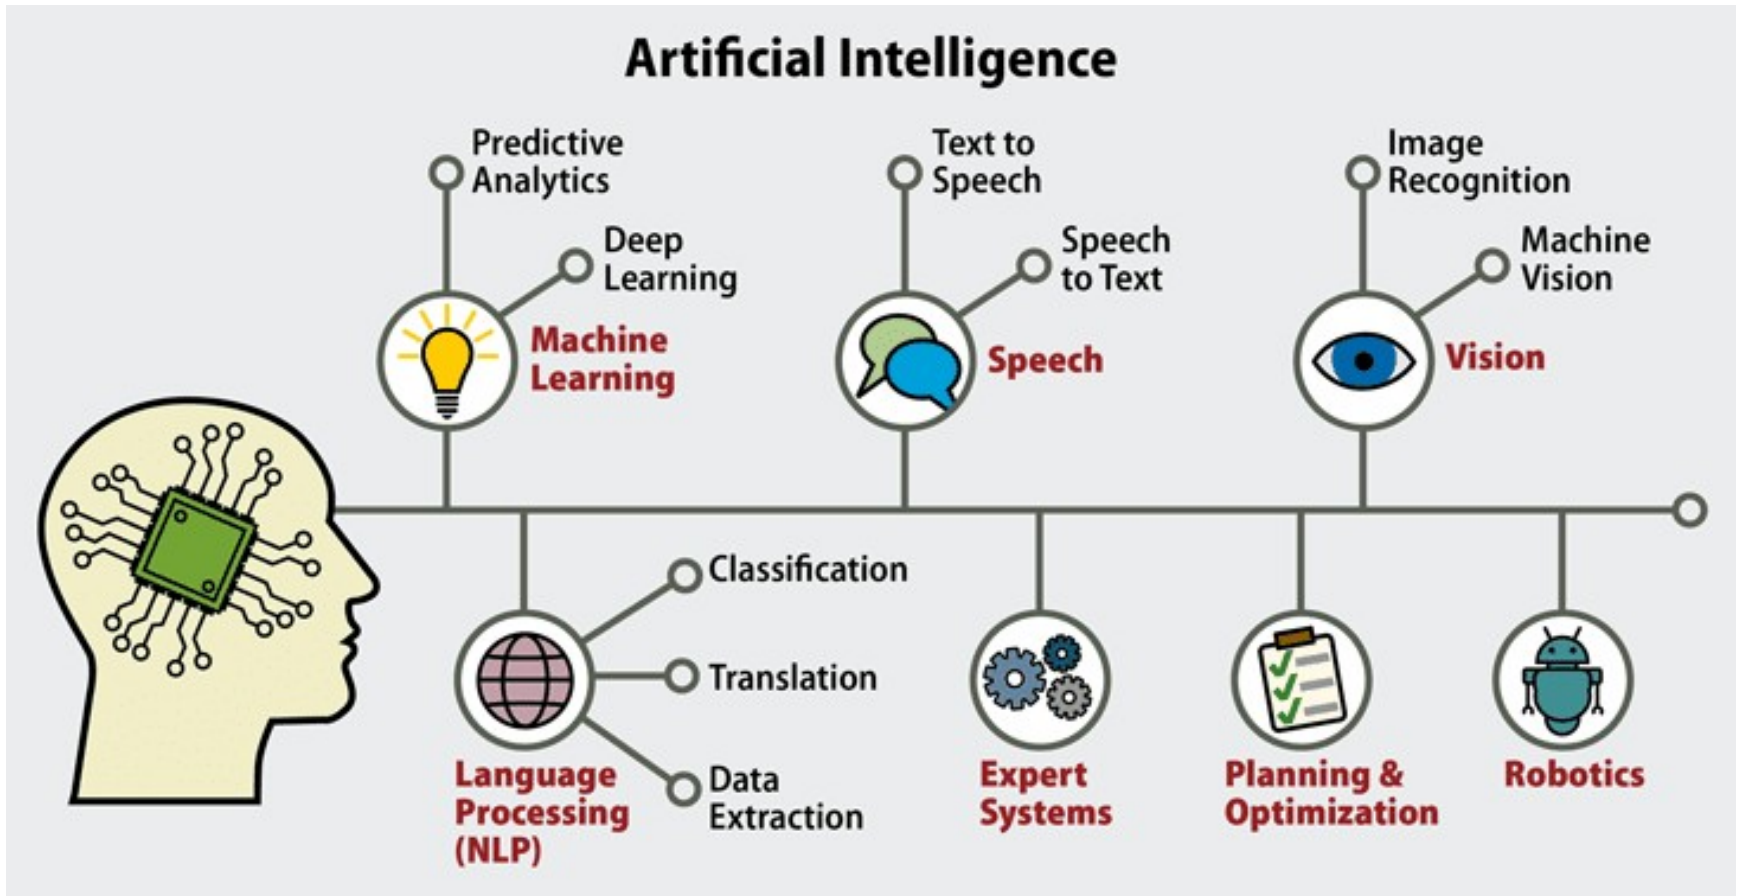 Artificial Intelligence
Predictive
Analytics
Deep
Learning
Machine
Learning
Text to
Speech
Speech
to Text
Speech
Image
Recognition
Machine
Vision
Vision
Classification
Translation
Data
Extraction
Language
Processing
(NLP)
Expert
Systems
Planning &
Optimization
Robotics